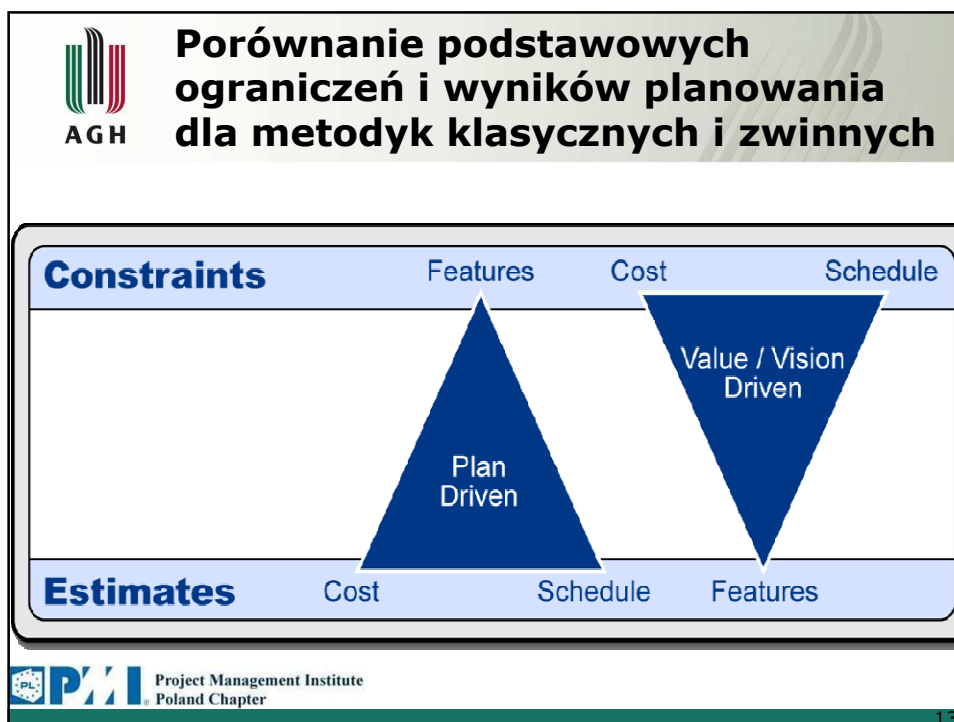 Porównanie podstawowych
ograniczeń i wyników planowania
dla metodyk klasycznych i zwinnych
AGH
Constraints
Features
Cost
Schedule
Value / Vision
Driven
Plan
Driven
Estimates
Cost
Schedule
Features
PL
PMI
Project Management Institute
Poland Chapter